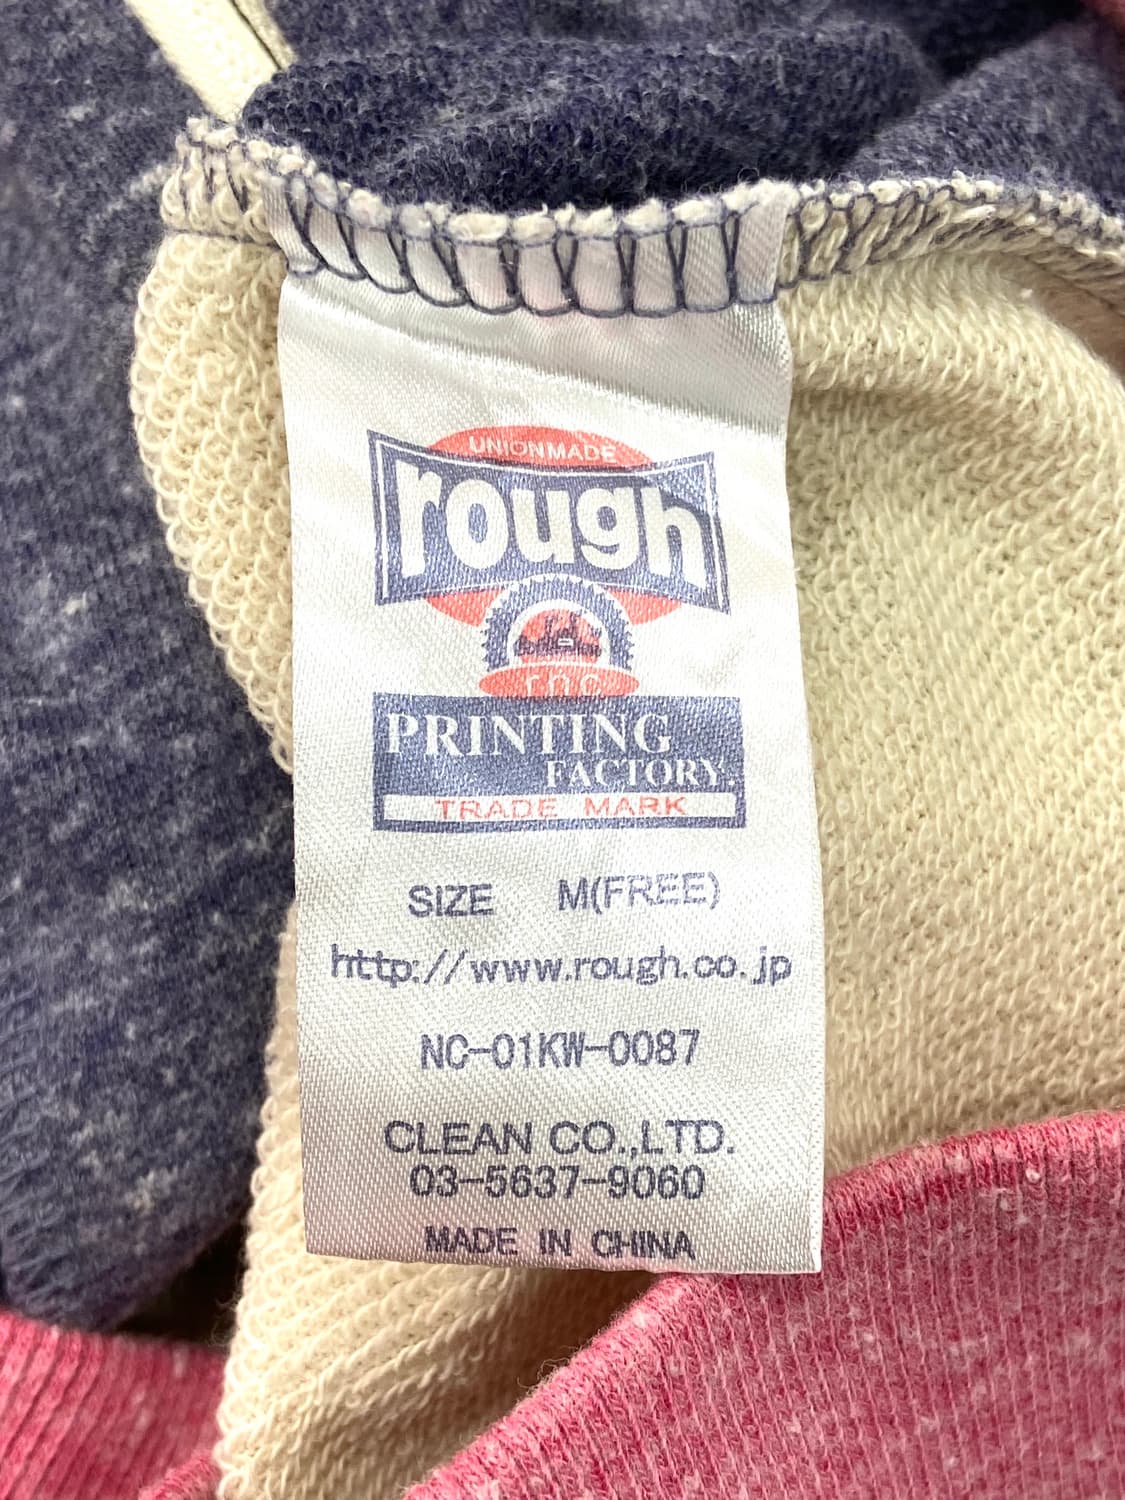 UNIONMADE
rough
r.p.c
PRINTING
FACTORY.
TRADE MARK
SIZE M(FREE)
http://www.rough.co.jp
NC-01KW-0087
CLEAN CO.,LTD.
03-5637-9060
MADE IN CHINA